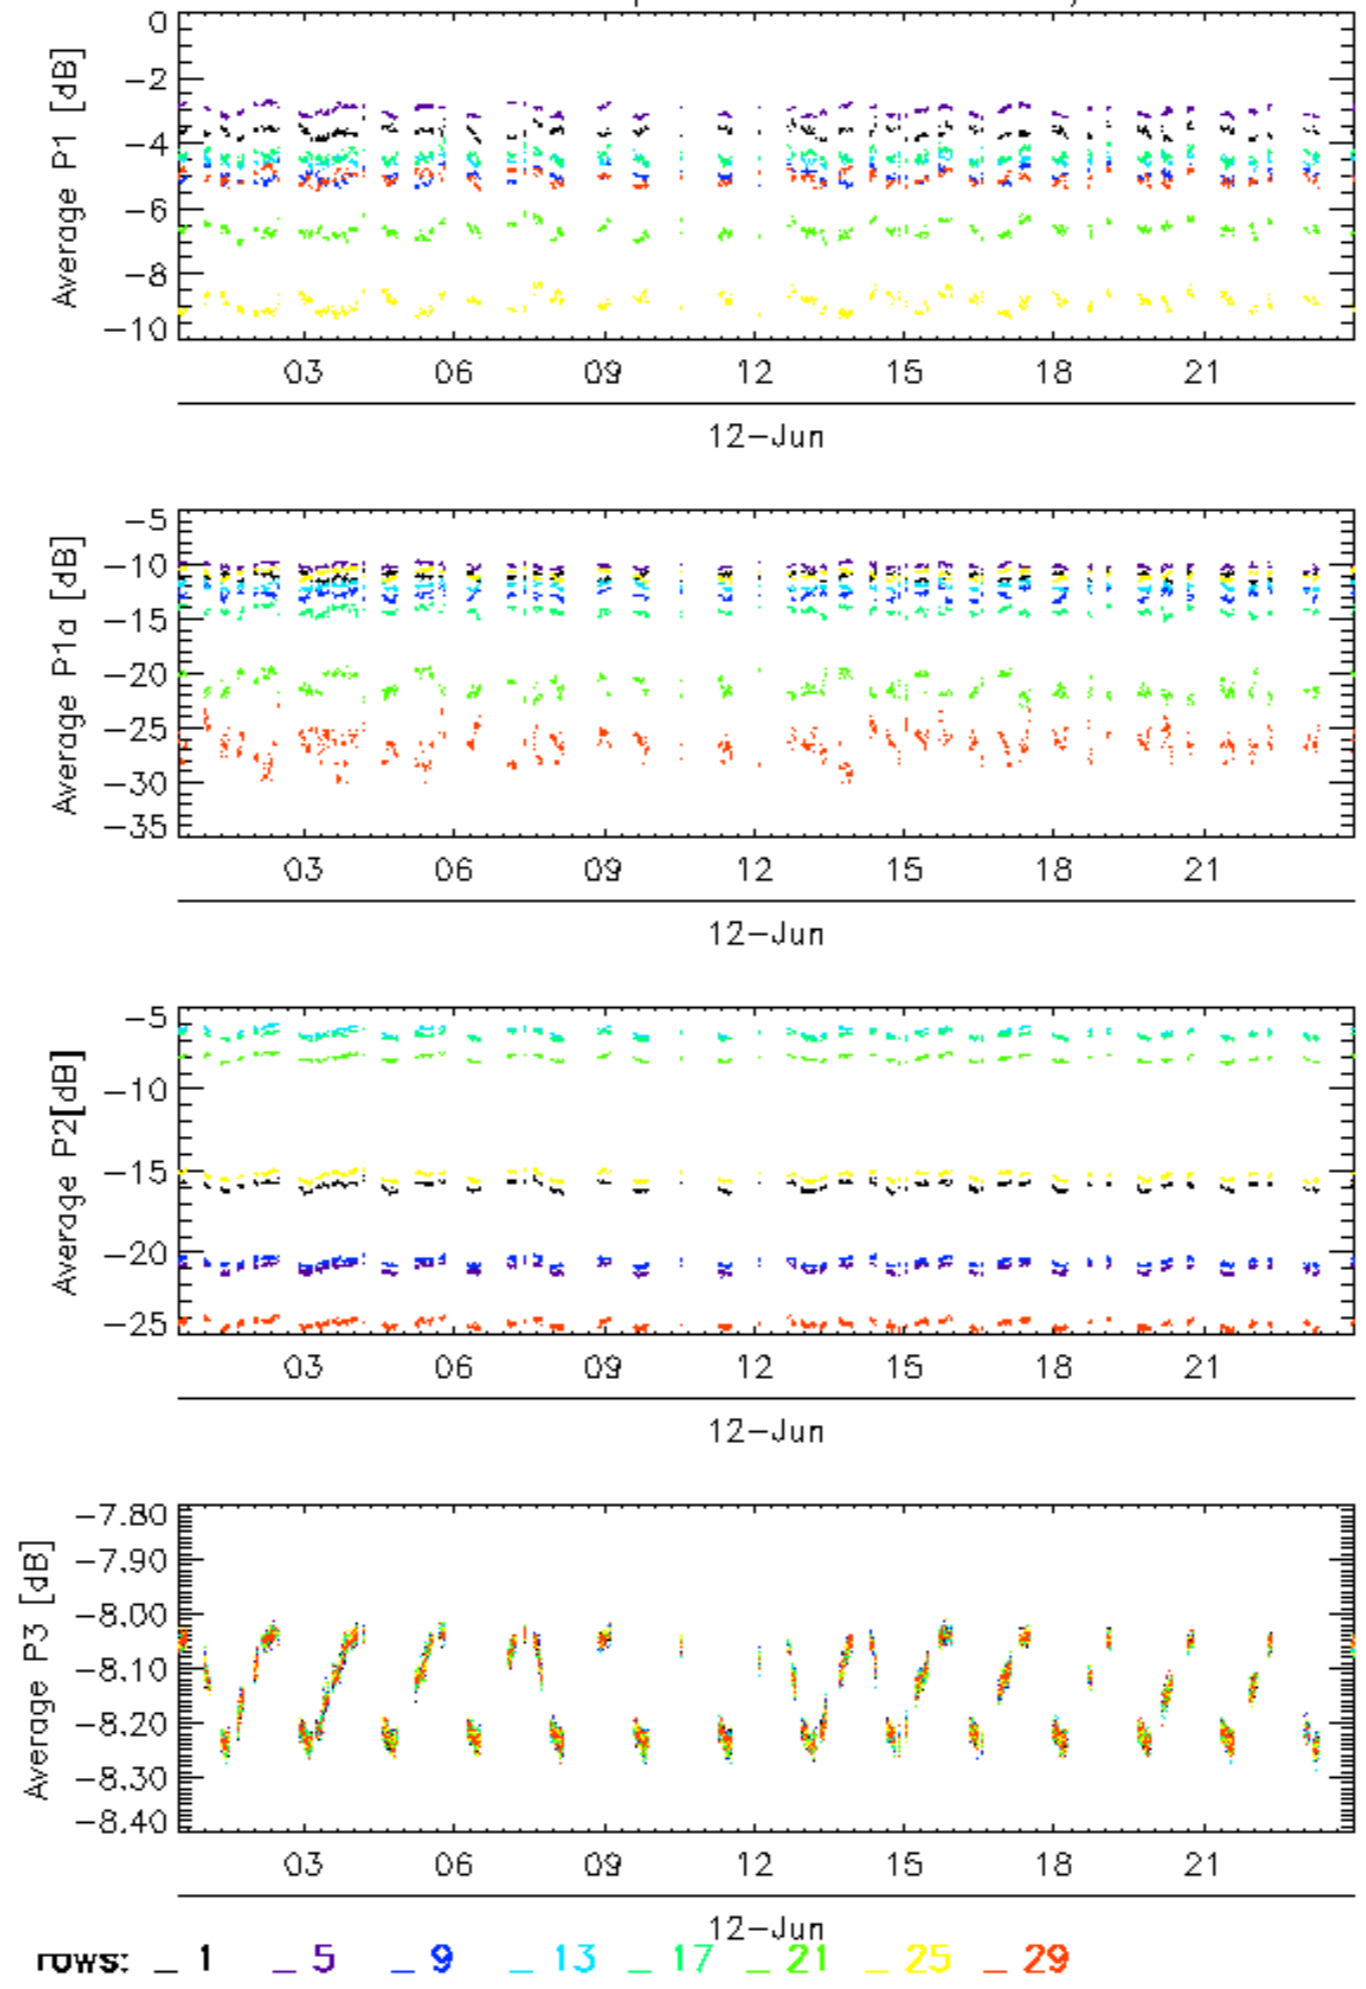 Average P1 [dB]
0
−2
−4
−6
−8
−10
03 06 09 12 15 18 21
12−Jun
Average P1a [dB]
−5
−10
−15
−20
−25
−30
−35
03 06 09 12 15 18 21
12−Jun
Average P2[dB]
−5
−10
−15
−20
−25
03 06 09 12 15 18 21
12−Jun
Average P3 [dB]
−7.80
−7.90
−8.00
−8.10
−8.20
−8.30
−8.40
03 06 09 12 15 18 21
12−Jun
rows: _ 1 _ 5 _ 9 _ 13 _ 17 _ 21 _ 25 _ 29